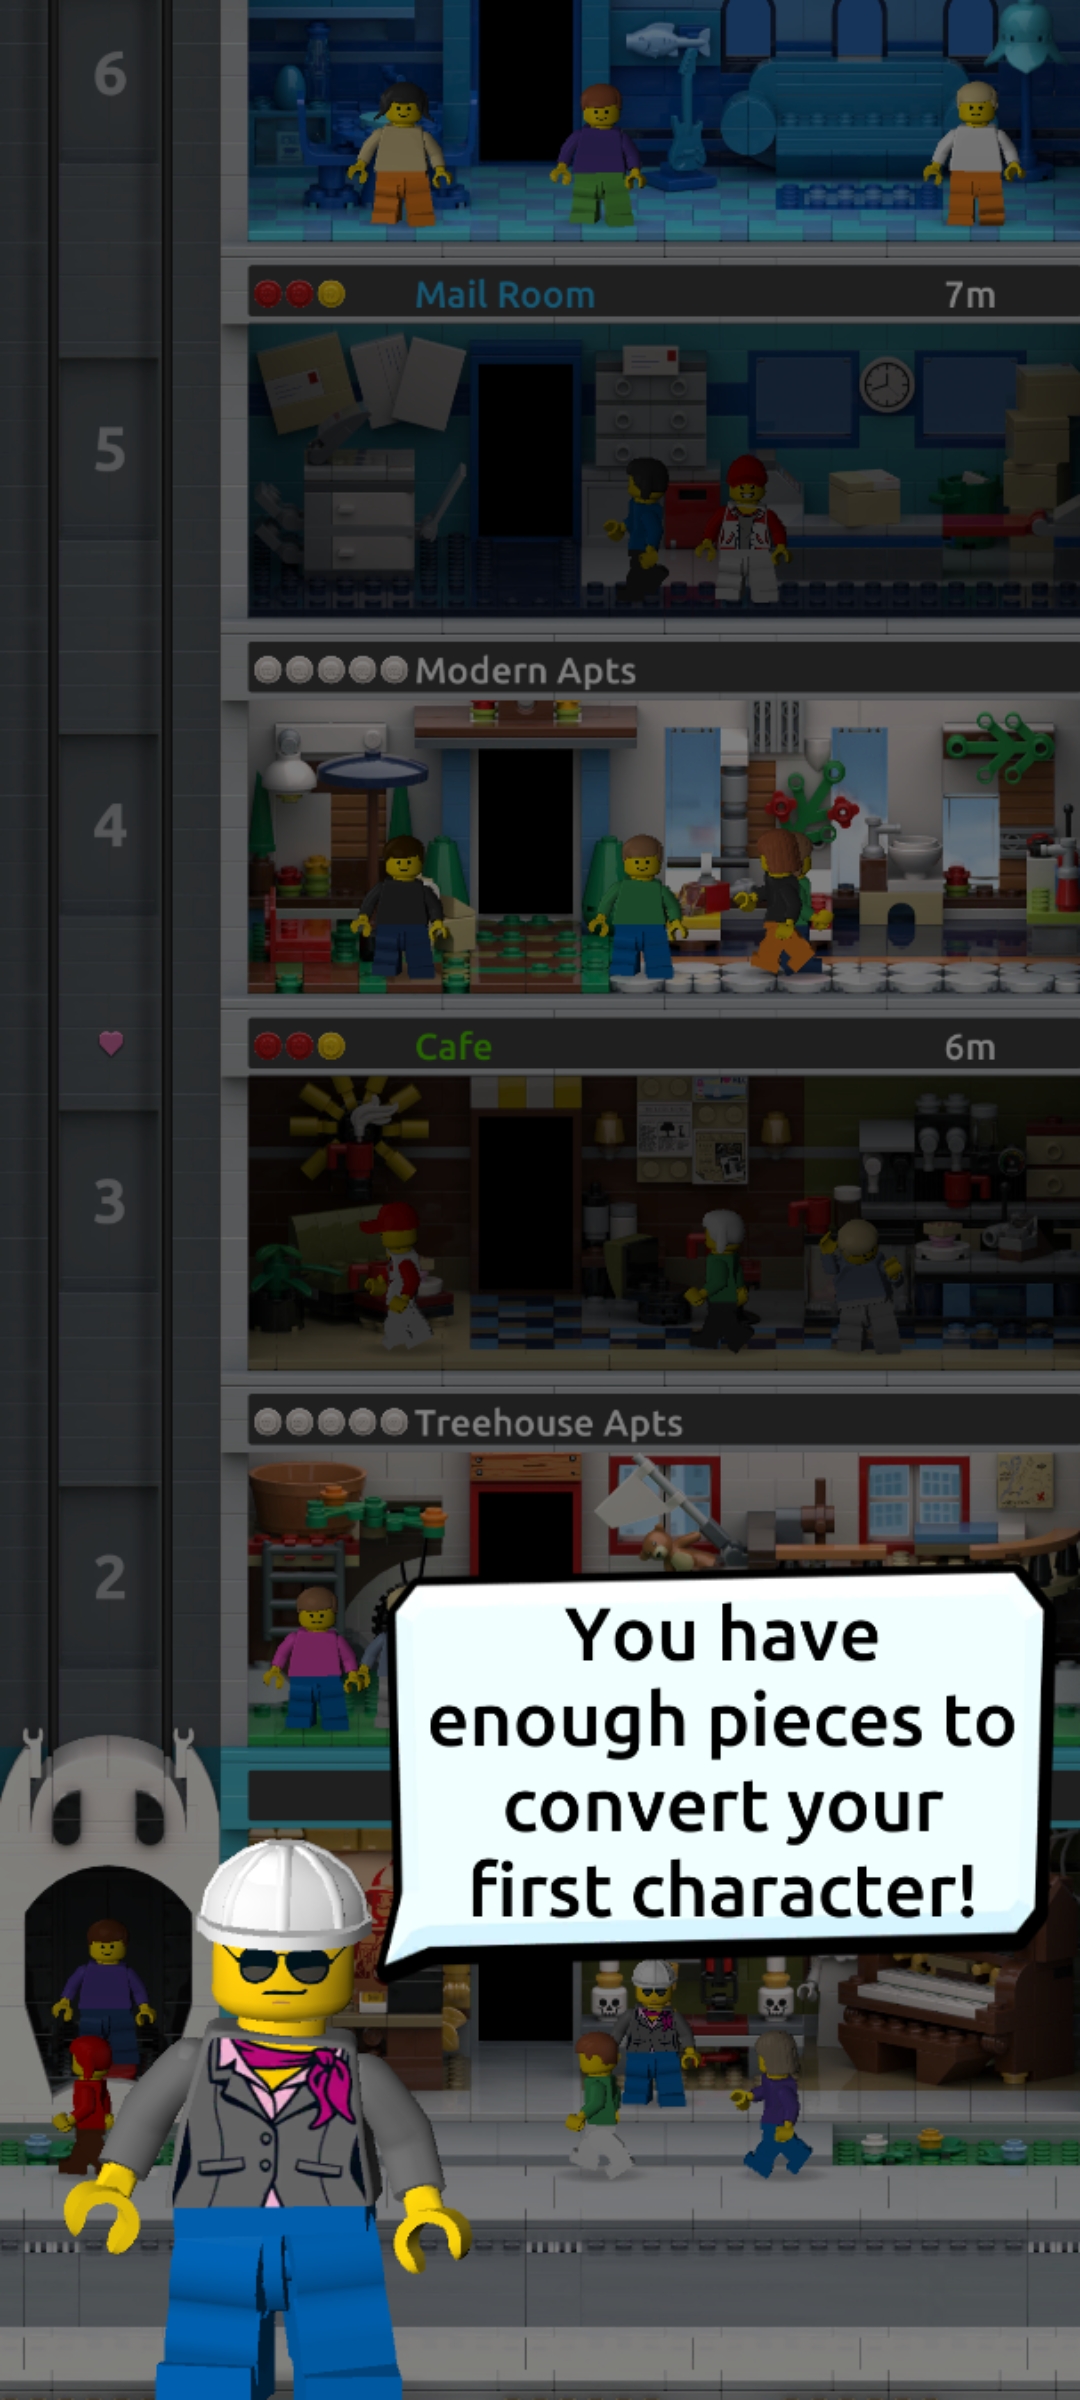 6
Mail Room 7m
5
Modern Apts
4
Cafe 6m
3
Treehouse Apts
2
You have
enough pieces to
convert your
first character!